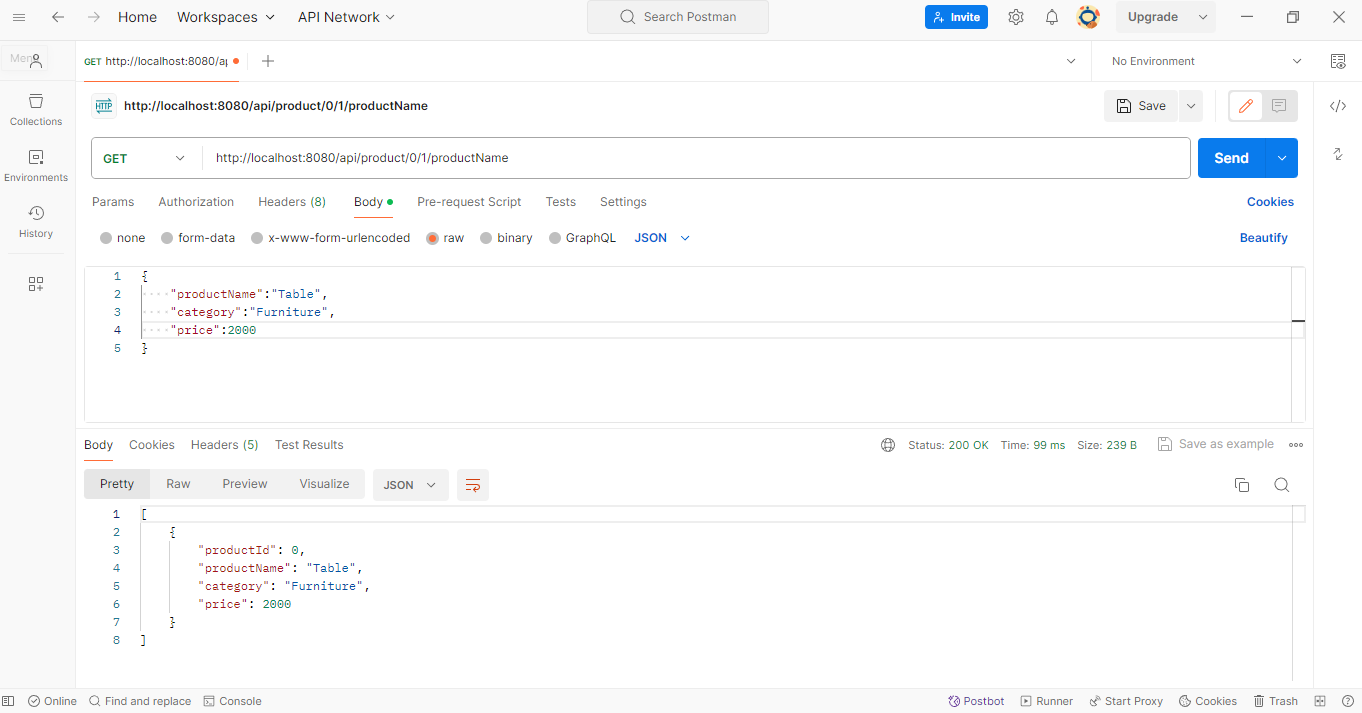 Home Workspaces API Network Search Postman Invite Upgrade
Menu GET http://localhost:8080/ap No Environment
HTTP http://localhost:8080/api/product/0/1/productName Save
Collections
GET http://localhost:8080/api/product/0/1/productName Send
Environments
Params Authorization Headers (8) Body Pre-request Script Tests Settings Cookies
History
none form-data x-www-form-urlencoded raw binary GraphQL JSON Beautify
1 {
2 "productName":"Table",
3 "category":"Furniture",
4 "price":2000
5 }
Body Cookies Headers (5) Test Results Status: 200 OK Time: 99 ms Size: 239 B Save as example
Pretty Raw Preview Visualize JSON
1 [
2 {
3 "productId": 0,
4 "productName": "Table",
5 "category": "Furniture",
6 "price": 2000
7 }
8 ]
Online Find and replace Console Postbot Runner Start Proxy Cookies Trash